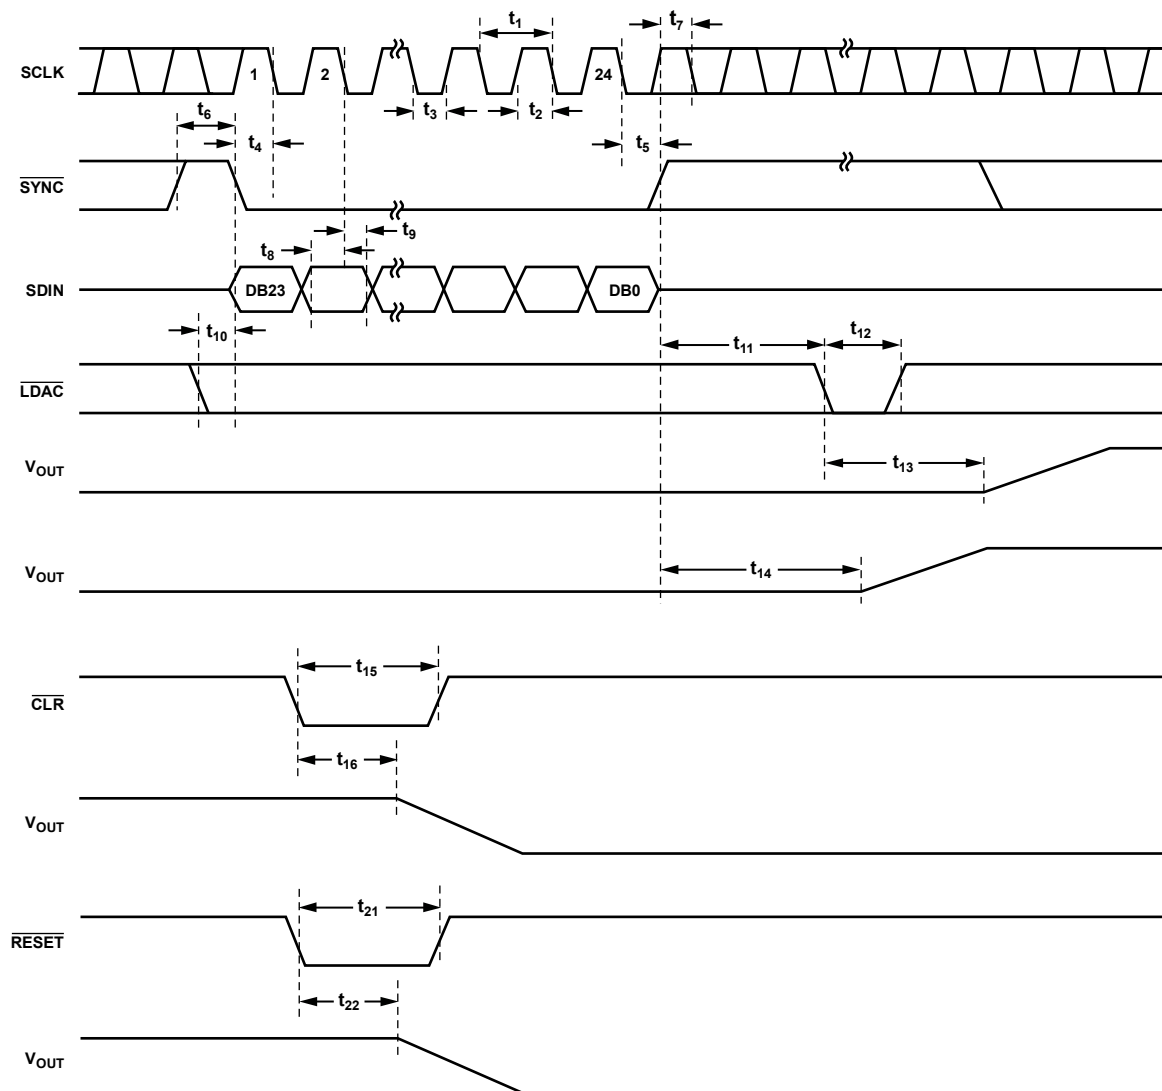 t1
t7
SCLK
1
2
24
t3
t2
t6
t4
t5
SYNC
t9
t8
SDIN
DB23
DB0
t10
t11
t12
LDAC
VOUT
t13
VOUT
t14
t15
CLR
t16
VOUT
t21
RESET
t22
VOUT